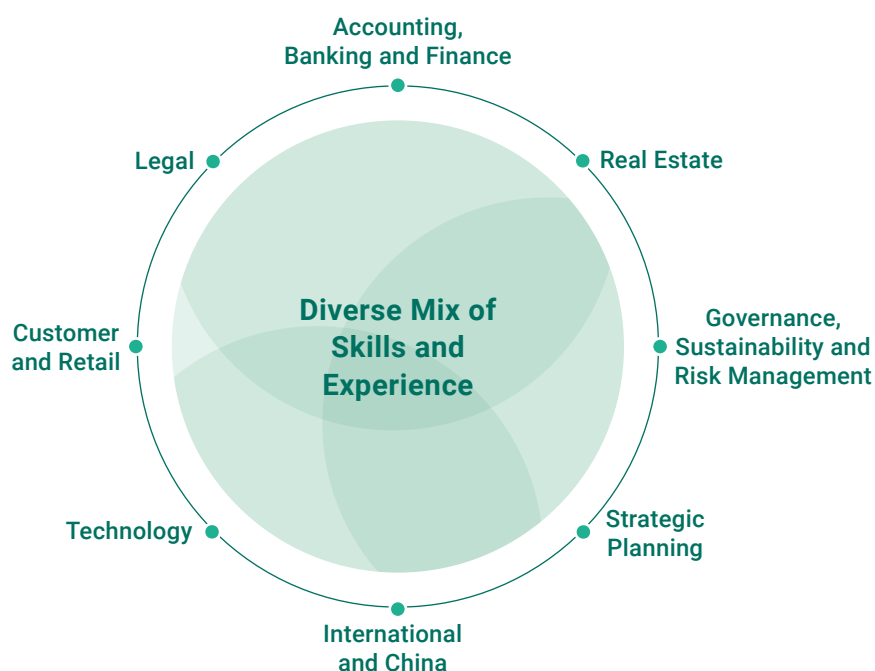 Accounting,
Banking and Finance
Legal
Real Estate
Diverse Mix of
Skills and
Experience
Customer
and Retail
Governance,
Sustainability and
Risk Management
Technology
Strategic
Planning
International
and China